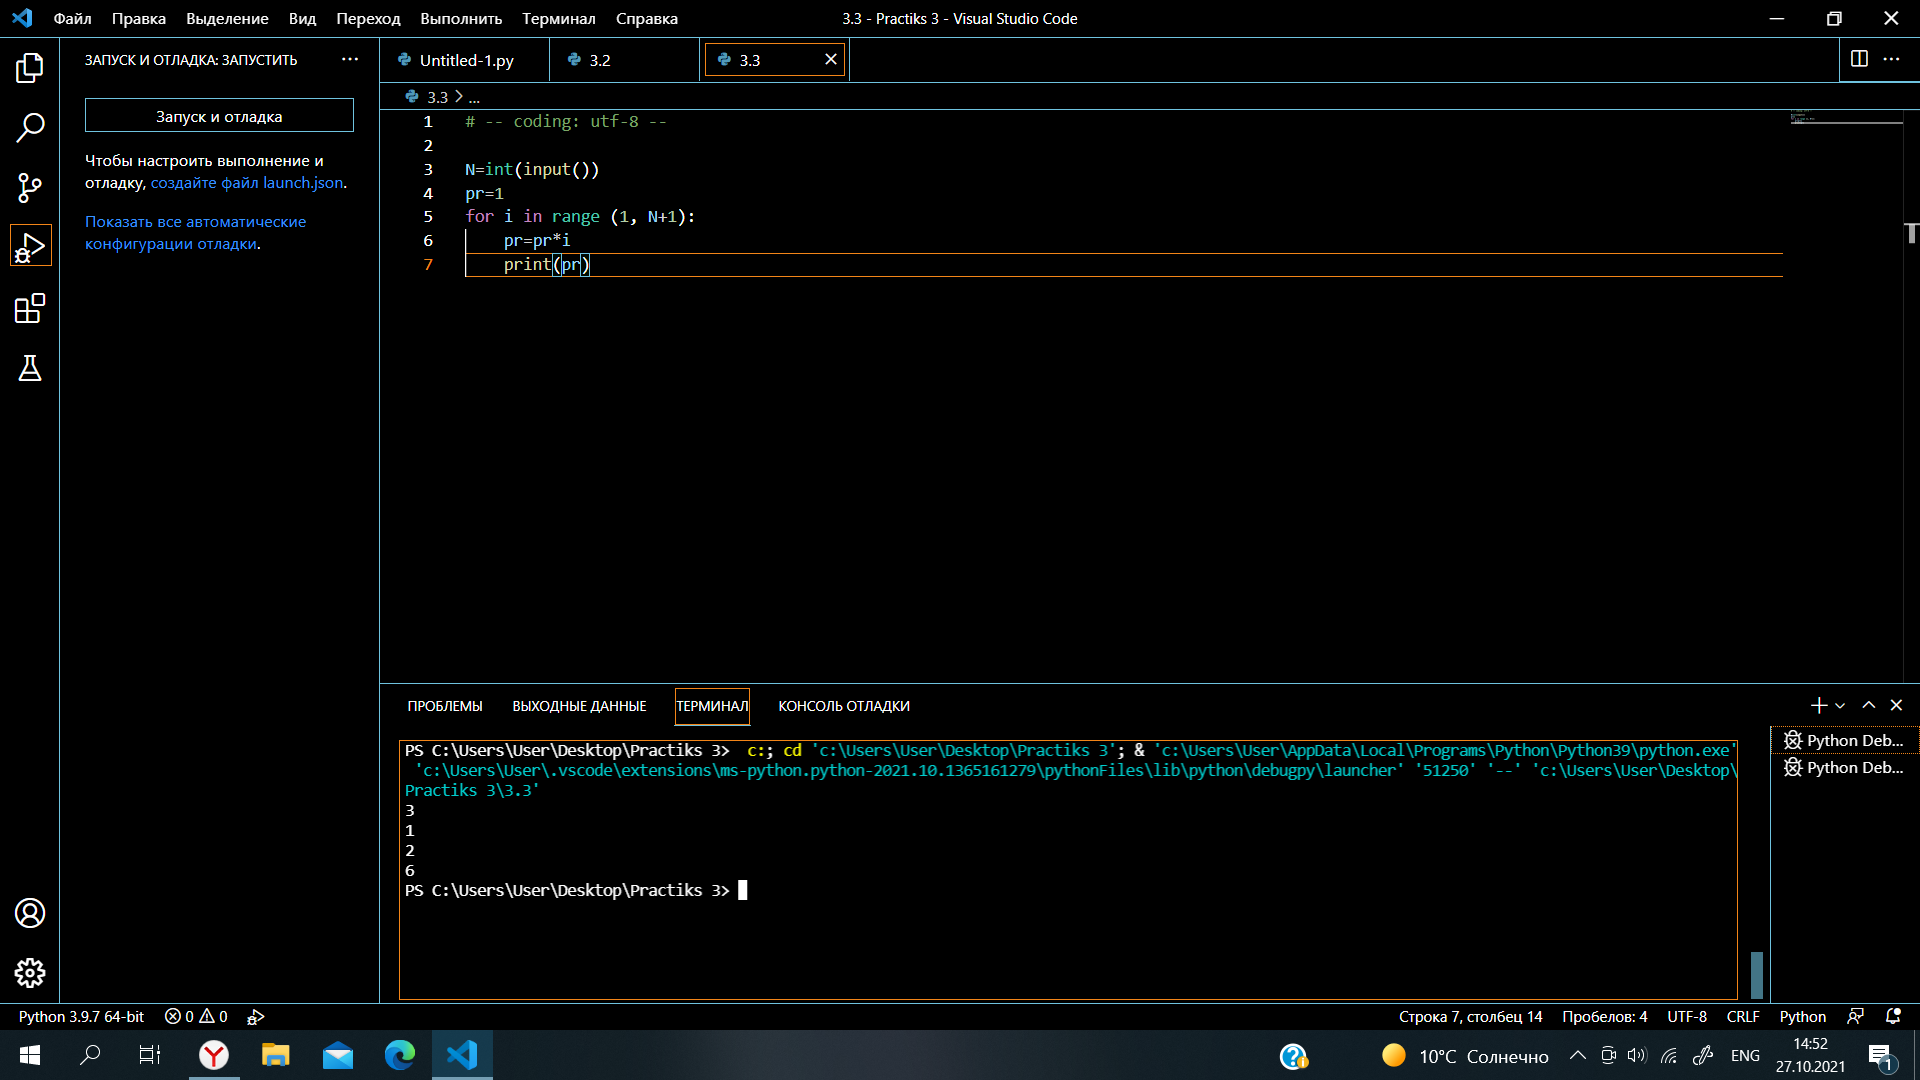 Файл Правка Выделение Вид Переход Выполнить Терминал Справка
3.3 - Practiks 3 - Visual Studio Code
ЗАПУСК И ОТЛАДКА: ЗАПУСТИТЬ ···
Запуск и отладка
Чтобы настроить выполнение и
отладку, создайте файл launch.json.
Показать все автоматические
конфигурации отладки.
Untitled-1.py 3.2 3.3
3.3 > ...
1 # -- coding: utf-8 --
2
3 N=int(input())
4 pr=1
5 for i in range (1, N+1):
6 pr=pr*i
7 print(pr)
ПРОБЛЕМЫ ВЫХОДНЫЕ ДАННЫЕ ТЕРМИНАЛ КОНСОЛЬ ОТЛАДКИ
PS C:\Users\User\Desktop\Practiks 3>  c:; cd 'c:\Users\User\Desktop\Practiks 3'; & 'c:\Users\User\AppData\Local\Programs\Python\Python39\python.exe'
'c:\Users\User\.vscode\extensions\ms-python.python-2021.10.1365161279\pythonFiles\lib\python\debugpy\launcher' '51250' '--' 'c:\Users\User\Desktop\
Practiks 3\3.3'
3
1
2
6
PS C:\Users\User\Desktop\Practiks 3>
Python Deb...
Python Deb...
Python 3.9.7 64-bit 0 0
Строка 7, столбец 14 Пробелов: 4 UTF-8 CRLF Python
10°C Солнечно ENG
14:52
27.10.2021
1